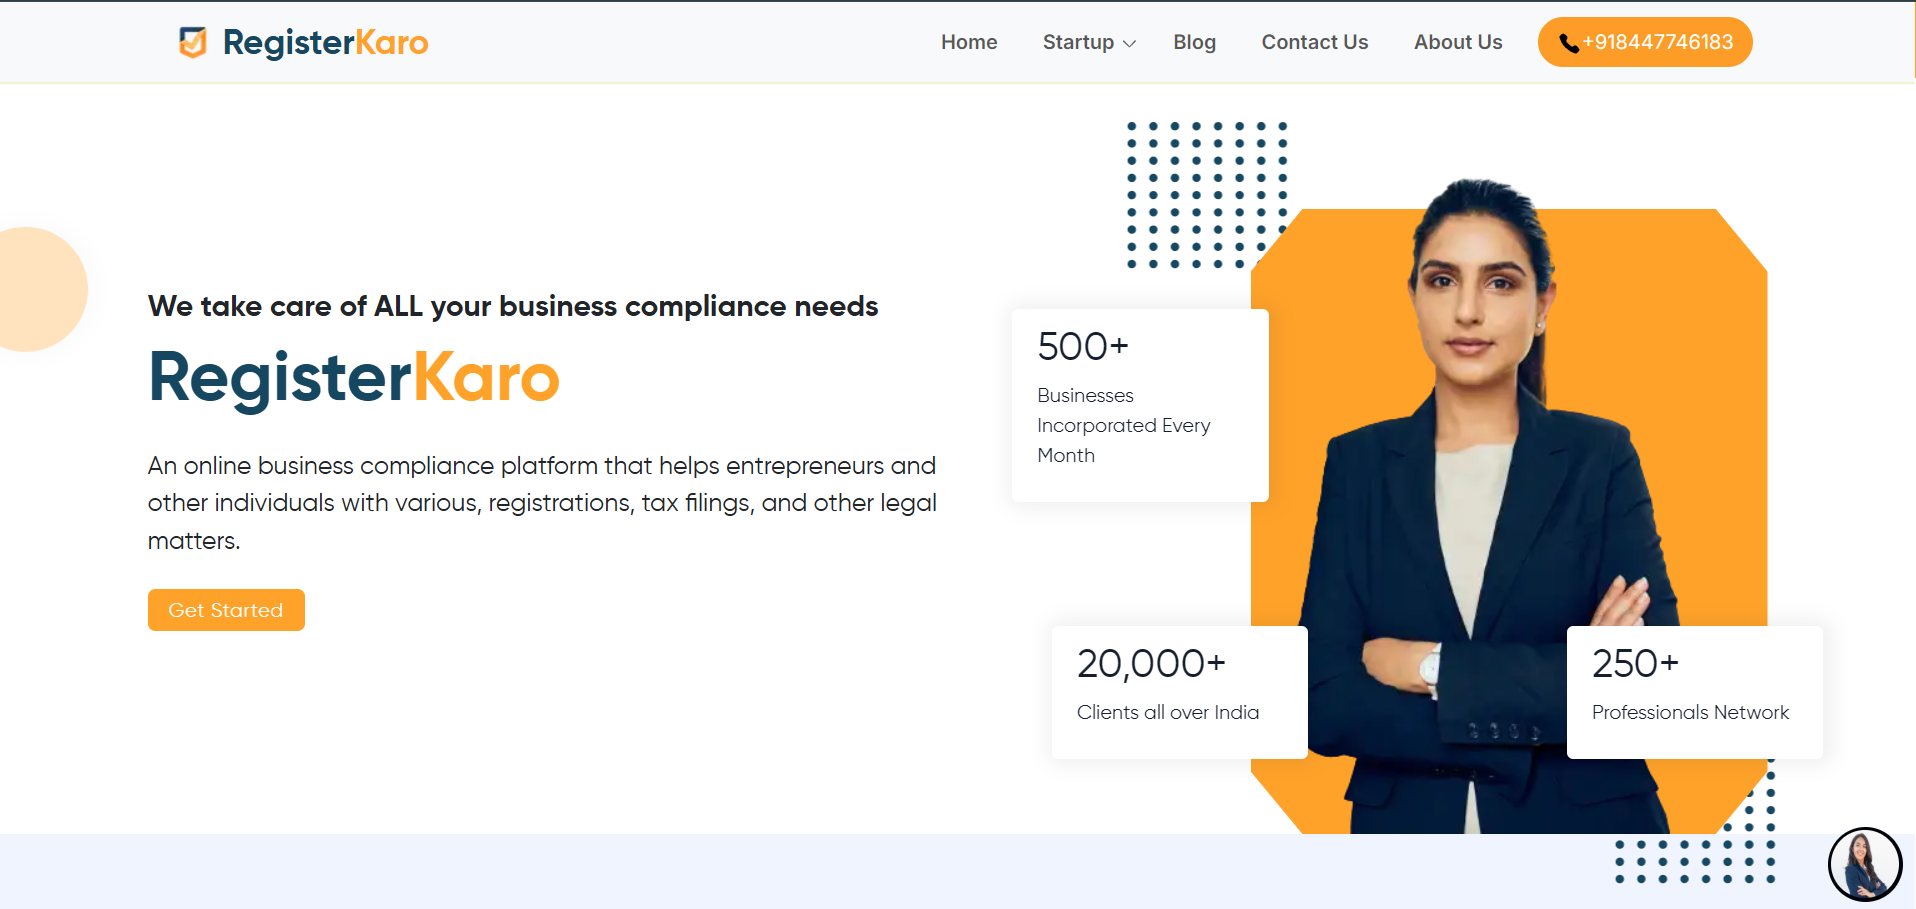 RegisterKaro
Home
Startup
Blog
Contact Us
About Us
+918447746183
We take care of ALL your business compliance needs
RegisterKaro
An online business compliance platform that helps entrepreneurs and
other individuals with various, registrations, tax filings, and other legal
matters.
Get Started
500+
Businesses
Incorporated Every
Month
20,000+
Clients all over India
250+
Professionals Network